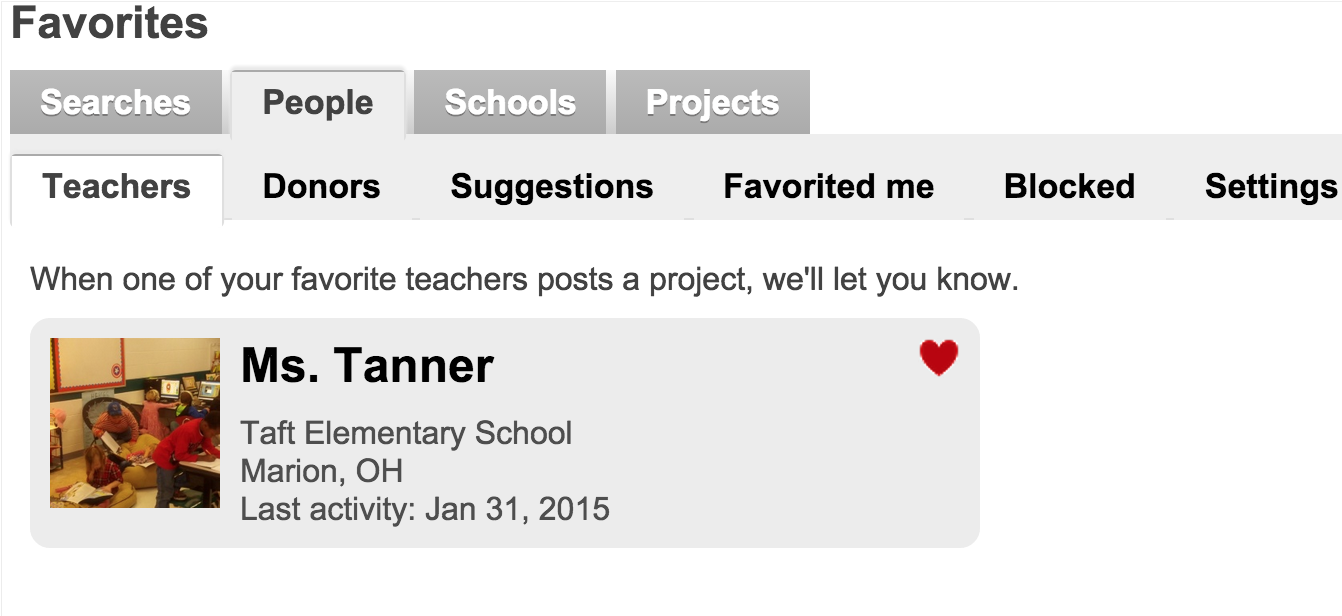 Favorites
Searches People Schools Projects
Teachers Donors Suggestions Favorited me Blocked Settings
When one of your favorite teachers posts a project, we'll let you know.
Ms. Tanner
Taft Elementary School
Marion, OH
Last activity: Jan 31, 2015